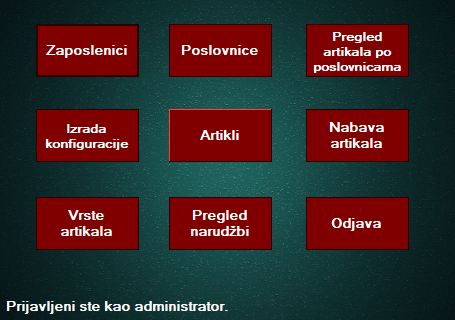 Zaposlenici
Poslovnice
Pregled
artikala po
poslovnicama
Izrada
konfiguracije
Artikli
Nabava
artikala
Vrste
artikala
Pregled
narudžbi
Odjava
Prijavljeni ste kao administrator.